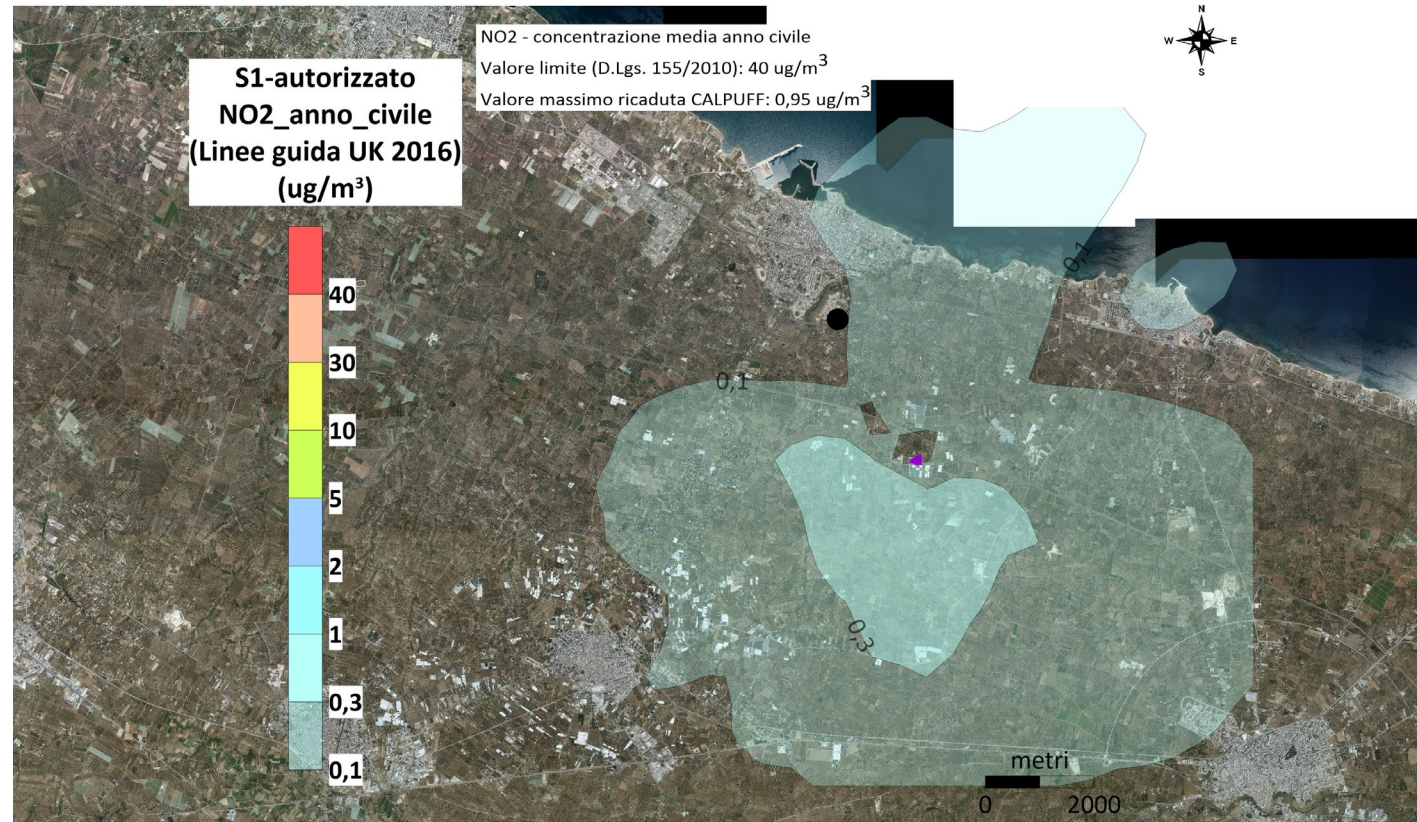 NO2 - concentrazione media anno civile
Valore limite (D.Lgs. 155/2010): 40 ug/m³
Valore massimo ricaduta CALPUFF: 0,95 ug/m³
S1-autorizzato
NO2_anno_civile
(Linee guida UK 2016)
(ug/m³)
N
W E
S
40
30
10
5
2
1
0,3
0,1
0,1
0,1
0,3
metri
0 2000